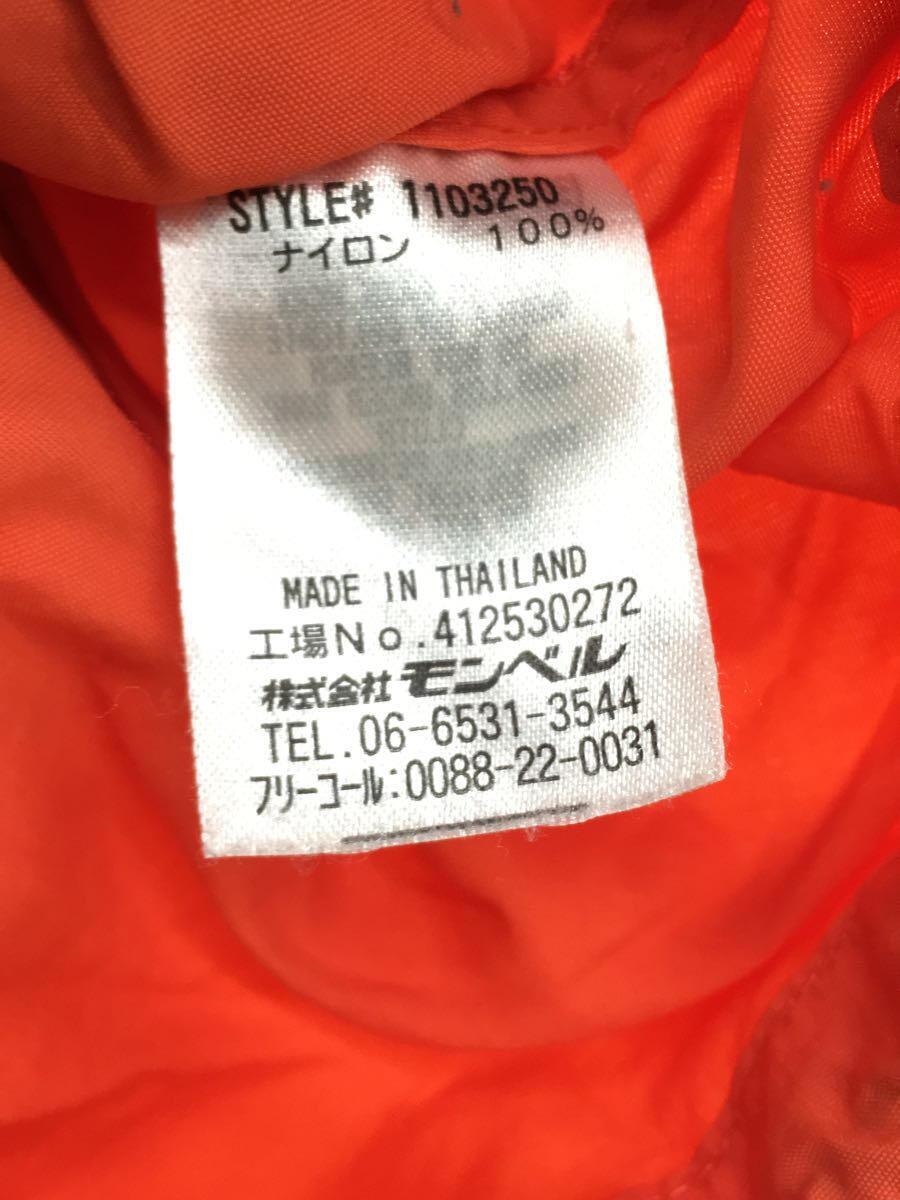 STYLE# 1103250
ナイロン 100%
MADE IN THAILAND
工場No.412530272
株式会社モンベル
TEL.06-6531-3544
フリーコール:0088-22-0031